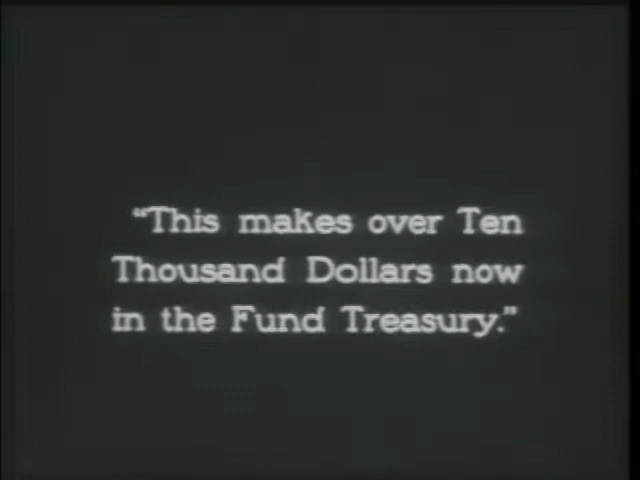 “This makes over Ten
Thousand Dollars now
in the Fund Treasury.”